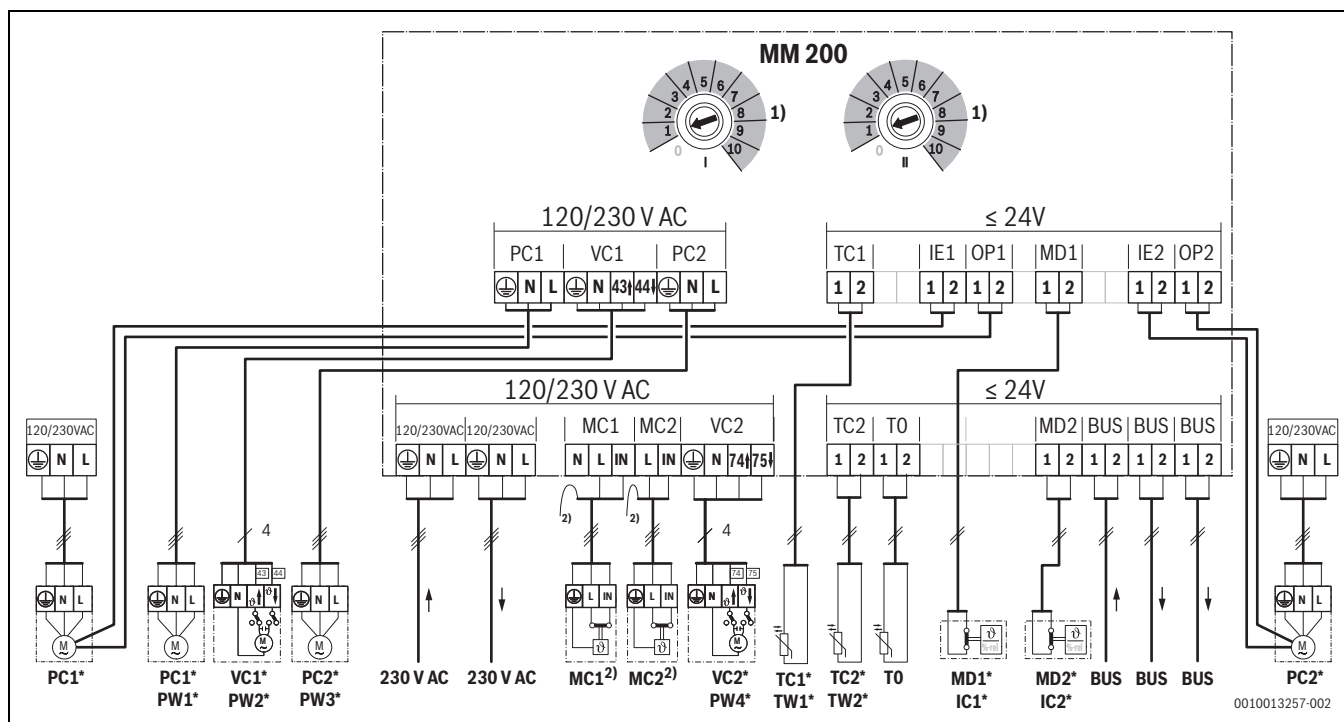 MM 200
0 1 2 3 4 5 6 7 8 9 10 1)
I
0 1 2 3 4 5 6 7 8 9 10 1)
II
120/230 V AC
≤ 24V
PC1 VC1 PC2
TC1 IE1 OP1 MD1 IE2 OP2
N L N 43 44 N L
1 2 1 2 1 2 1 2 1 2 1 2
120/230 V AC
≤ 24V
120/230VAC
120/230VAC 120/230VAC
MC1 MC2 VC2
TC2 T0 MD2 BUS BUS BUS
120/230VAC
N L
N L N L
N L IN L IN N 74 75
1 2 1 2 1 2 1 2 1 2 1 2
N L
2) 2)
4 4
43 44
74 75
N L
N L
N ϑ ϑ
N L
L IN
L IN
N ϑ ϑ
N L
M ~
M ~
M ~
M ~
ϑ
ϑ
M ~
ϑ %-rel
ϑ %-rel
M ~
PC1*
PC1*
PW1*
VC1*
PW2*
PC2*
PW3*
230 V AC
230 V AC
MC1 2)
MC2 2)
VC2*
PW4*
TC1*
TW1*
TC2*
TW2*
T0
MD1*
IC1*
MD2*
IC2*
BUS
BUS
BUS
PC2*
0010013257-002